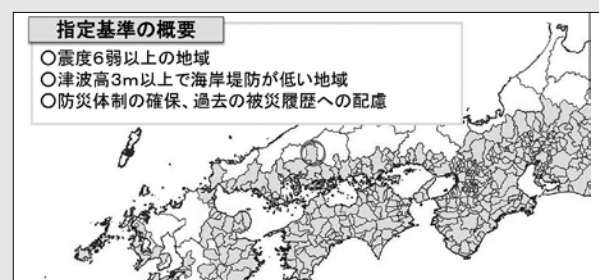 指定基準の概要
○震度6弱以上の地域
○津波高3m以上で海岸堤防が低い地域
○防災体制の確保、過去の被災履歴への配慮